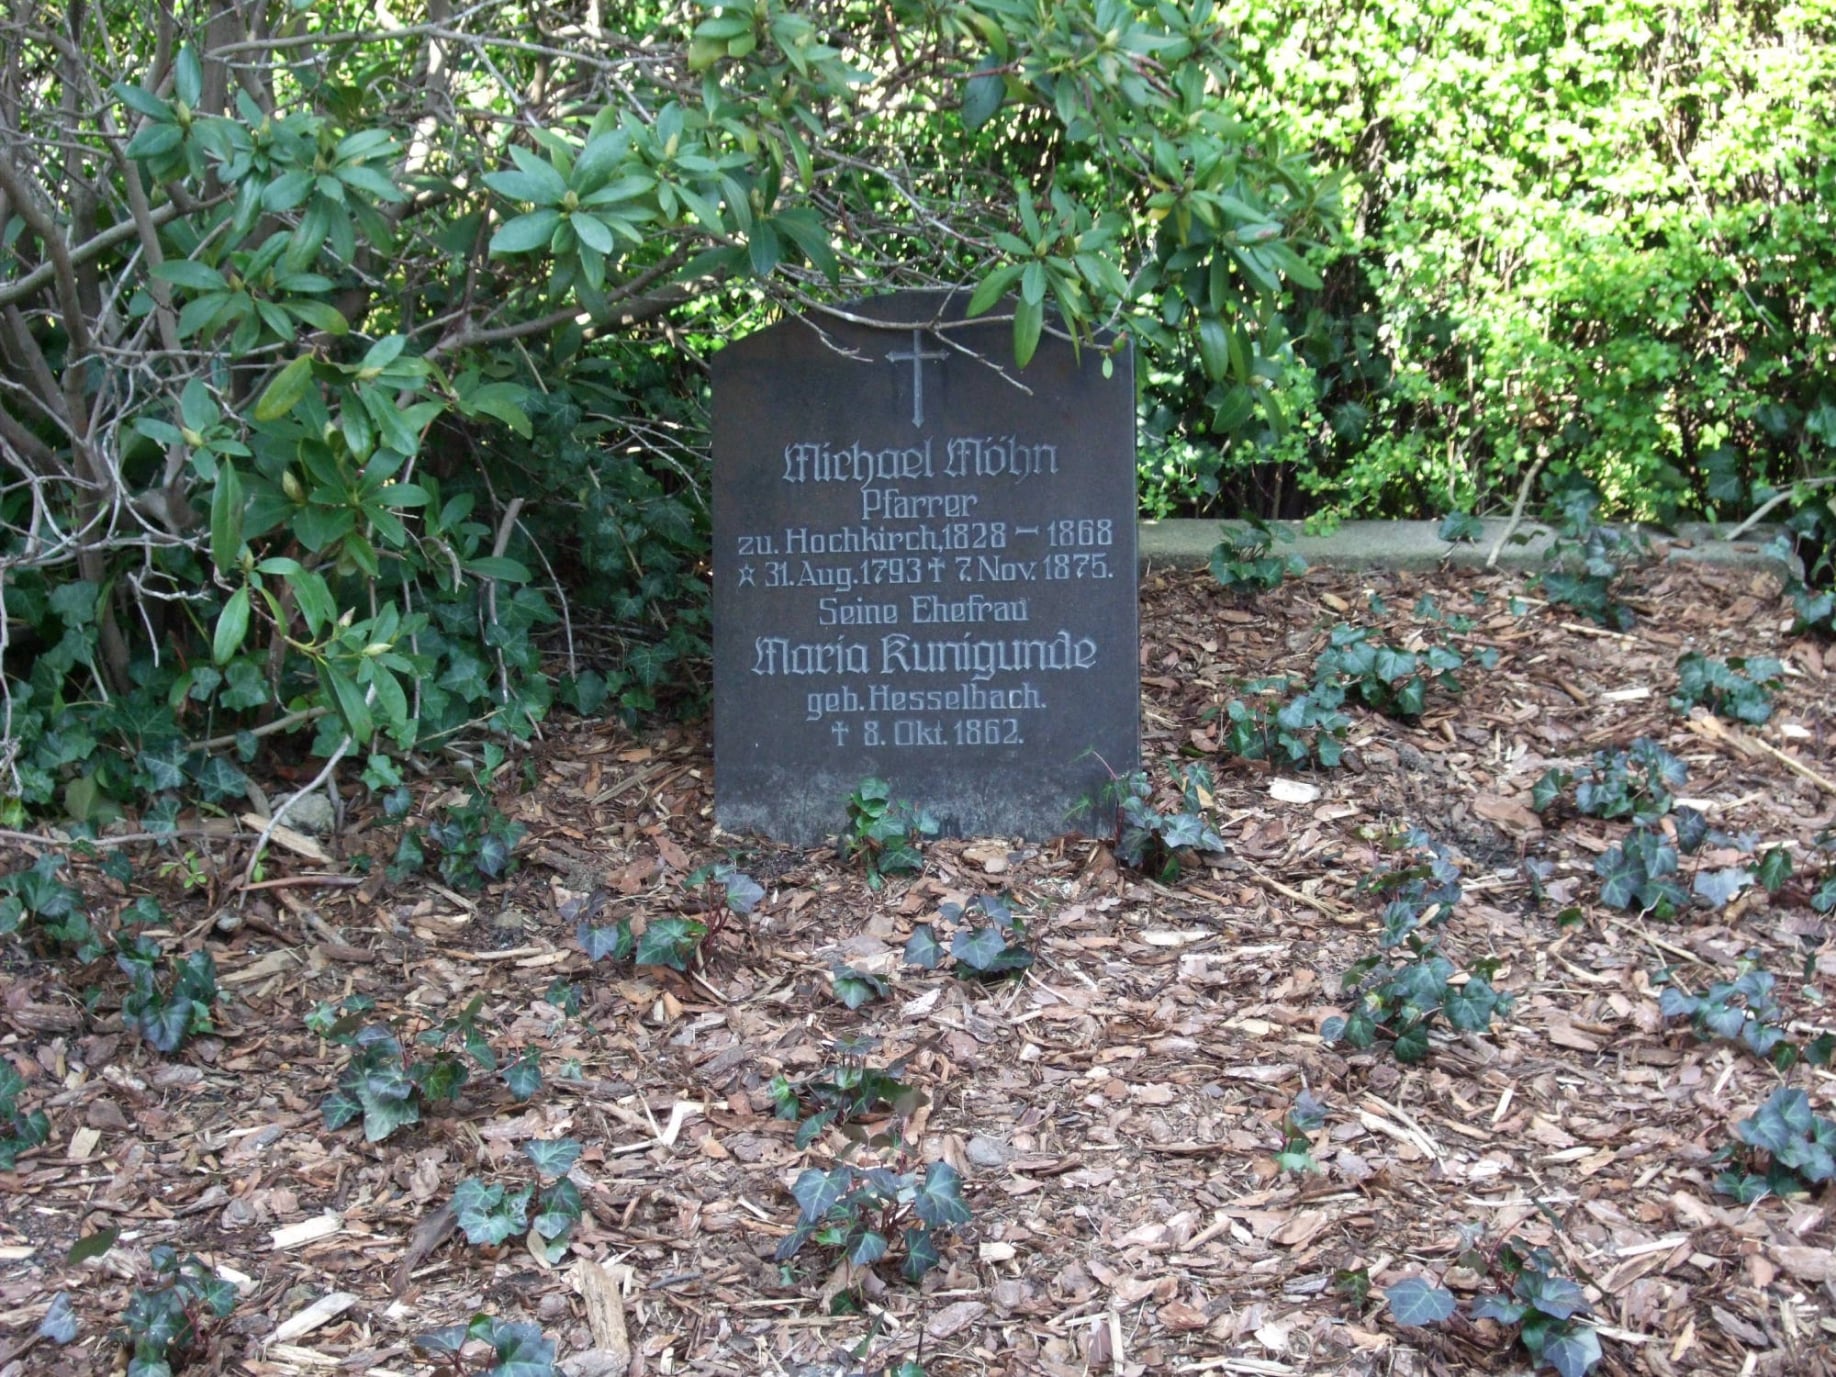 Michael Möhn
Pfarrer
zu. Hochkirch, 1828 - 1868
☆ 31. Aug. 1793 † 7. Nov. 1875.
Seine Ehefrau
Maria Kunigunde
geb. Hesselbach.
† 8. Okt. 1862.